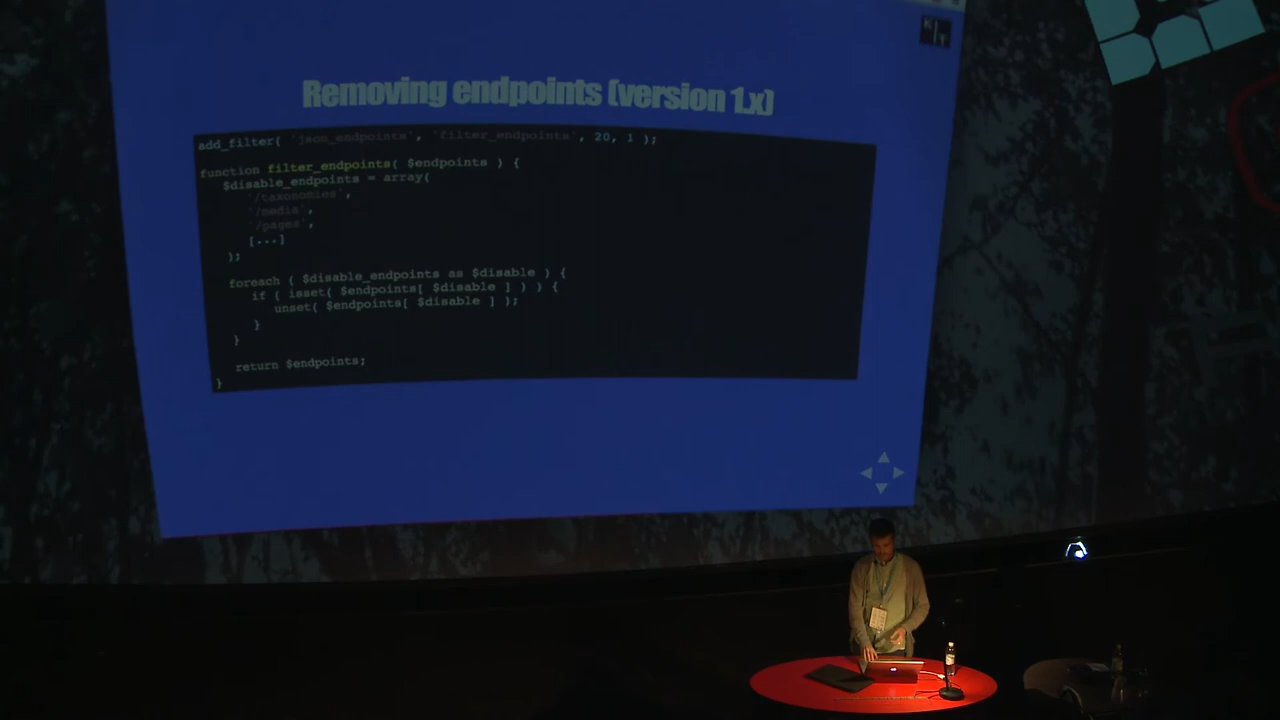 Removing endpoints (version 1.x)
add_filter( 'json_endpoints', 'filter_endpoints', 20, 1 );
function filter_endpoints( $endpoints ) {
$disable_endpoints = array(
'/taxonomies',
'/media',
'/pages',
[...]
);
foreach ( $disable_endpoints as $disable ) {
if ( isset( $endpoints[ $disable ] ) ) {
unset( $endpoints[ $disable ] );
}
}
return $endpoints;
}